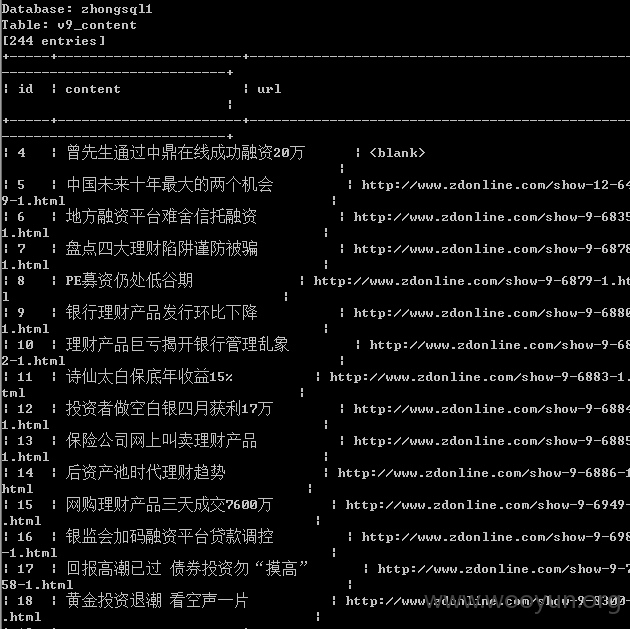 Database: zhongsql1
Table: v9_content
[244 entries]
+-----+------------------------+------------------------------------------------
----------------------------+
| id | content | url
|
+-----+------------------------+------------------------------------------------
----------------------------+
| 4 | 曾先生通过中鼎在线成功融资20万 | <blank>
|
| 5 | 中国未来十年最大的两个机会 | http://www.zdonline.com/show-12-64
9-1.html |
| 6 | 地方融资平台难舍信托融资 | http://www.zdonline.com/show-9-6835
1.html |
| 7 | 盘点四大理财陷阱谨防被骗 | http://www.zdonline.com/show-9-6878
1.html |
| 8 | PE募资仍处低谷期 | http://www.zdonline.com/show-9-6879-1.ht
l |
| 9 | 银行理财产品发行环比下降 | http://www.zdonline.com/show-9-6880
1.html |
| 10 | 理财产品巨亏揭开银行管理乱象 | http://www.zdonline.com/show-9-68
2-1.html |
| 11 | 诗仙太白保底年收益15% | http://www.zdonline.com/show-9-6883-1.
tml |
| 12 | 投资者做空白银四月获利17万 | http://www.zdonline.com/show-9-6884
1.html |
| 13 | 保险公司网上叫卖理财产品 | http://www.zdonline.com/show-9-6885
1.html |
| 14 | 后资产池时代理财趋势 | http://www.zdonline.com/show-9-6886-1
html |
| 15 | 网购理财产品三天成交7600万 | http://www.zdonline.com/show-9-6949-
.html |
| 16 | 银监会加码融资平台贷款调控 | http://www.zdonline.com/show-9-698
-1.html |
| 17 | 回报高潮已过 债券投资勿“摸高” | http://www.zdonline.com/show-9-7
58-1.html |
| 18 | 黄金投资退潮 看空声一片 | http://www.zdonline.com/show-9-8300-
.html |
www.wooyun.org